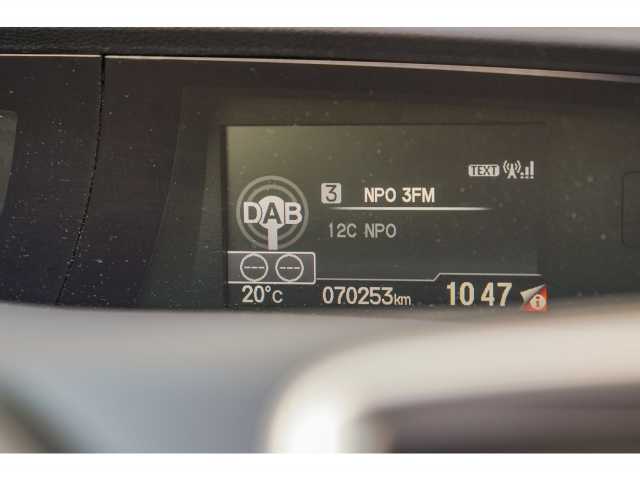 TEXT
DAB
3 NPO 3FM
12C NPO
--- ---
20°C 070253km 10 47 i